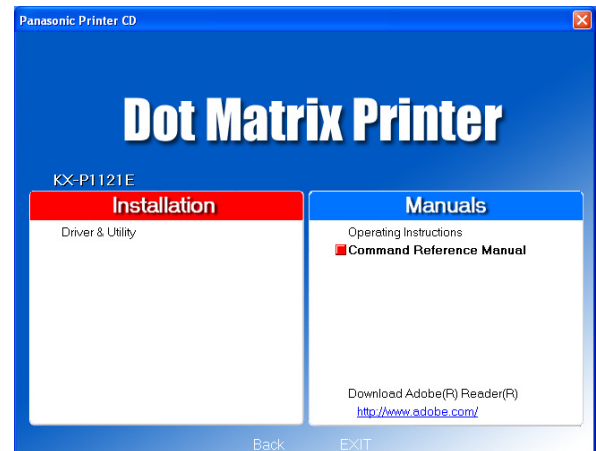 Panasonic Printer CD
Dot Matrix Printer
KX-P1121E
Installation
Driver & Utility
Manuals
Operating Instructions
Command Reference Manual
Download Adobe(R) Reader(R)
http://www.adobe.com/
Back EXIT